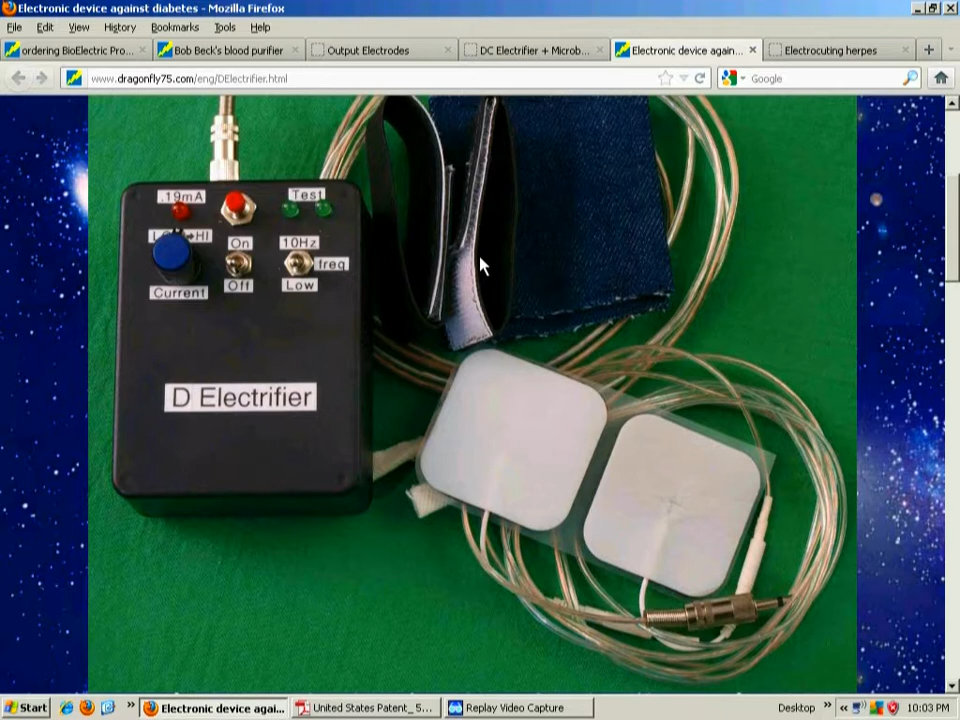 Electronic device against diabetes - Mozilla Firefox
File Edit View History Bookmarks Tools Help
ordering BioElectric Pro...
Bob Beck's blood purifier
Output Electrodes
DC Electrifier + Microb...
Electronic device again...
Electrocuting herpes
www.dragonfly75.com/eng/DElectrifier.html
Google
.19mA
Test
HI
On
10Hz
freq
Current
Off
Low
D Electrifier
Start
Electronic device agai...
United States Patent_ 5...
Replay Video Capture
Desktop
10:03 PM